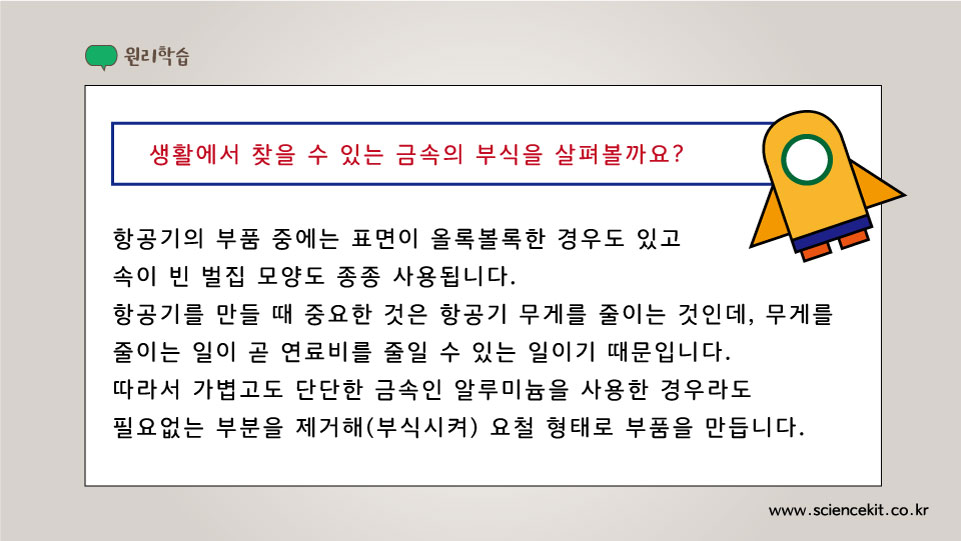 원리학습
생활에서 찾을 수 있는 금속의 부식을 살펴볼까요?
항공기의 부품 중에는 표면이 올록볼록한 경우도 있고
속이 빈 벌집 모양도 종종 사용됩니다.
항공기를 만들 때 중요한 것은 항공기 무게를 줄이는 것인데, 무게를
줄이는 일이 곧 연료비를 줄일 수 있는 일이기 때문입니다.
따라서 가볍고도 단단한 금속인 알루미늄을 사용한 경우라도
필요없는 부분을 제거해(부식시켜) 요철 형태로 부품을 만듭니다.
www.sciencekit.co.kr